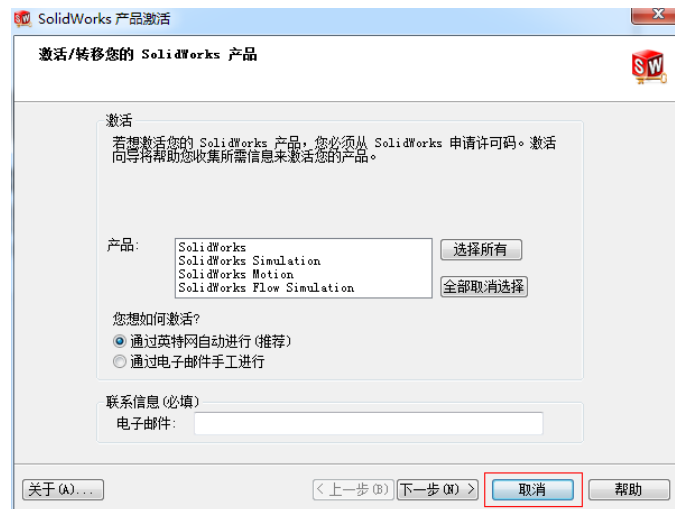 SolidWorks 产品激活
激活/转移您的 SolidWorks 产品
SW
激活
若想激活您的 SolidWorks 产品，您必须从 SolidWorks 申请许可码。激活
向导将帮助您收集所需信息来激活您的产品。
产品:
SolidWorks
SolidWorks Simulation
SolidWorks Motion
SolidWorks Flow Simulation
选择所有
全部取消选择
您想如何激活?
通过英特网自动进行(推荐)
通过电子邮件手工进行
联系信息(必填)
电子邮件:
关于(A)...
< 上一步(B)
下一步(N) >
取消
帮助